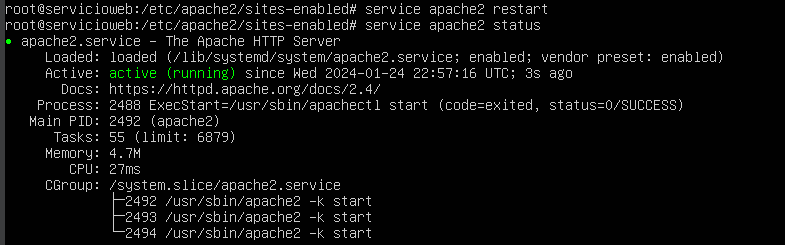 root@servicioweb:/etc/apache2/sites-enabled# service apache2 restart
root@servicioweb:/etc/apache2/sites-enabled# service apache2 status
● apache2.service - The Apache HTTP Server
Loaded: loaded (/lib/systemd/system/apache2.service; enabled; vendor preset: enabled)
Active: active (running) since Wed 2024-01-24 22:57:16 UTC; 3s ago
Docs: https://httpd.apache.org/docs/2.4/
Process: 2488 ExecStart=/usr/sbin/apachectl start (code=exited, status=0/SUCCESS)
Main PID: 2492 (apache2)
Tasks: 55 (limit: 6879)
Memory: 4.7M
CPU: 27ms
CGroup: /system.slice/apache2.service
├─2492 /usr/sbin/apache2 -k start
├─2493 /usr/sbin/apache2 -k start
└─2494 /usr/sbin/apache2 -k start